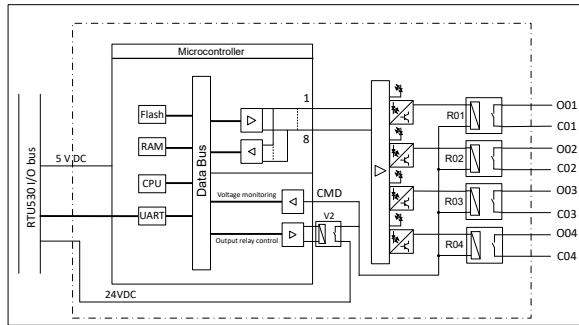 Microcontroller
Flash
RAM
CPU
UART
Data Bus
RTU530 I/O bus
5 V DC
24VDC
1
8
Voltage monitoring
CMD
Output relay control
V2
R01
R02
R03
R04
O01
C01
O02
C02
O03
C03
O04
C04